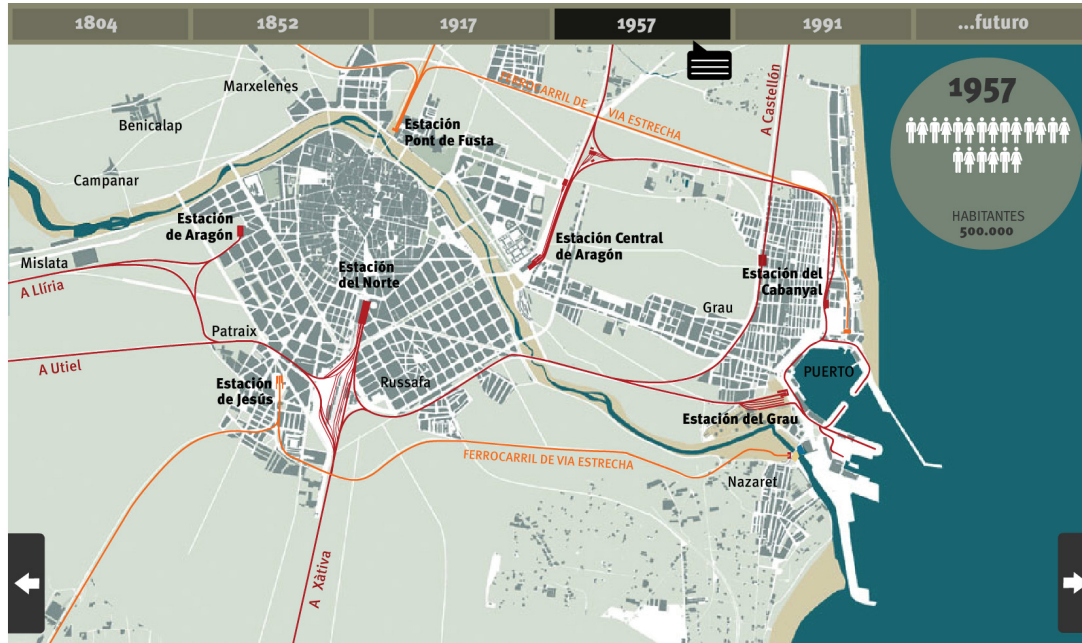 1804
1852
1917
1957
1991
...futuro
Marxelenes
Benicalap
Campanar
Mislata
A Llíria
A Utiel
Patraix
Estación
de Aragón
Estación
Pont de Fusta
Estación
del Norte
Estación
de Jesús
Russafa
FERROCARRIL DE
VIA ESTRECHA
A Castellón
Estación Central
de Aragón
Grau
Estación del
Cabanyal
PUERTO
Estación del Grau
FERROCARRIL DE VIA ESTRECHA
Nazaret
A Xàtiva
1957
HABITANTES
500.000